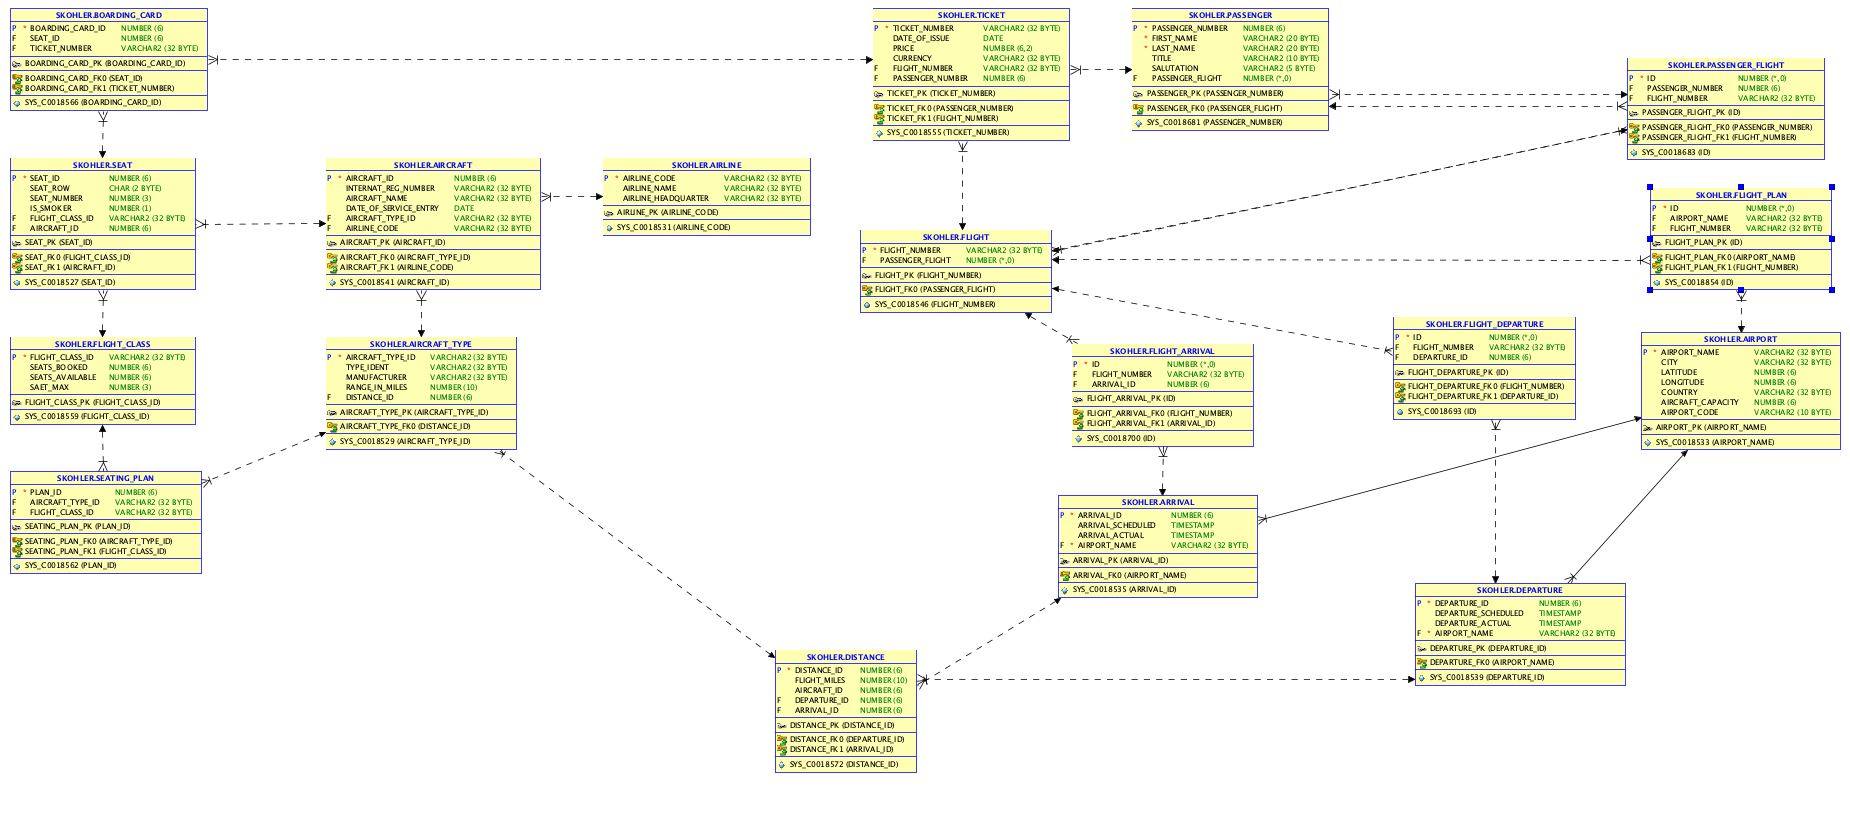 SKOHLER.BOARDING_CARD
P * BOARDING_CARD_ID NUMBER (6)
F SEAT_ID NUMBER (6)
F TICKET_NUMBER VARCHAR2 (32 BYTE)
BOARDING_CARD_PK (BOARDING_CARD_ID)
BOARDING_CARD_FK0 (SEAT_ID)
BOARDING_CARD_FK1 (TICKET_NUMBER)
SYS_C0018566 (BOARDING_CARD_ID)
SKOHLER.TICKET
P * TICKET_NUMBER VARCHAR2 (32 BYTE)
DATE_OF_ISSUE DATE
PRICE NUMBER (6,2)
CURRENCY VARCHAR2 (32 BYTE)
F FLIGHT_NUMBER VARCHAR2 (32 BYTE)
F PASSENGER_NUMBER NUMBER (6)
TICKET_PK (TICKET_NUMBER)
TICKET_FK0 (PASSENGER_NUMBER)
TICKET_FK1 (FLIGHT_NUMBER)
SYS_C0018555 (TICKET_NUMBER)
SKOHLER.PASSENGER
P * PASSENGER_NUMBER NUMBER (6)
* FIRST_NAME VARCHAR2 (20 BYTE)
* LAST_NAME VARCHAR2 (20 BYTE)
TITLE VARCHAR2 (10 BYTE)
SALUTATION VARCHAR2 (5 BYTE)
F PASSENGER_FLIGHT NUMBER (*,0)
PASSENGER_PK (PASSENGER_NUMBER)
PASSENGER_FK0 (PASSENGER_FLIGHT)
SYS_C0018681 (PASSENGER_NUMBER)
SKOHLER.PASSENGER_FLIGHT
P * ID NUMBER (*,0)
F PASSENGER_NUMBER NUMBER (6)
F FLIGHT_NUMBER VARCHAR2 (32 BYTE)
PASSENGER_FLIGHT_PK (ID)
PASSENGER_FLIGHT_FK0 (PASSENGER_NUMBER)
PASSENGER_FLIGHT_FK1 (FLIGHT_NUMBER)
SYS_C0018683 (ID)
SKOHLER.SEAT
P * SEAT_ID NUMBER (6)
SEAT_ROW CHAR (2 BYTE)
SEAT_NUMBER NUMBER (3)
IS_SMOKER NUMBER (1)
F FLIGHT_CLASS_ID VARCHAR2 (32 BYTE)
F AIRCRAFT_ID NUMBER (6)
SEAT_PK (SEAT_ID)
SEAT_FK0 (FLIGHT_CLASS_ID)
SEAT_FK1 (AIRCRAFT_ID)
SYS_C0018527 (SEAT_ID)
SKOHLER.AIRCRAFT
P * AIRCRAFT_ID NUMBER (6)
INTERNAT_REG_NUMBER VARCHAR2 (32 BYTE)
AIRCRAFT_NAME VARCHAR2 (32 BYTE)
DATE_OF_SERVICE_ENTRY DATE
F AIRCRAFT_TYPE_ID VARCHAR2 (32 BYTE)
F AIRLINE_CODE VARCHAR2 (32 BYTE)
AIRCRAFT_PK (AIRCRAFT_ID)
AIRCRAFT_FK0 (AIRCRAFT_TYPE_ID)
AIRCRAFT_FK1 (AIRLINE_CODE)
SYS_C0018541 (AIRCRAFT_ID)
SKOHLER.AIRLINE
P * AIRLINE_CODE VARCHAR2 (32 BYTE)
AIRLINE_NAME VARCHAR2 (32 BYTE)
AIRLINE_HEADQUARTER VARCHAR2 (32 BYTE)
AIRLINE_PK (AIRLINE_CODE)
SYS_C0018531 (AIRLINE_CODE)
SKOHLER.FLIGHT_PLAN
P * ID NUMBER (*,0)
F AIRPORT_NAME VARCHAR2 (32 BYTE)
F FLIGHT_NUMBER VARCHAR2 (32 BYTE)
FLIGHT_PLAN_PK (ID)
FLIGHT_PLAN_FK0 (AIRPORT_NAME)
FLIGHT_PLAN_FK1 (FLIGHT_NUMBER)
SYS_C0018854 (ID)
SKOHLER.FLIGHT
P * FLIGHT_NUMBER VARCHAR2 (32 BYTE)
F PASSENGER_FLIGHT NUMBER (*,0)
FLIGHT_PK (FLIGHT_NUMBER)
FLIGHT_FK0 (PASSENGER_FLIGHT)
SYS_C0018546 (FLIGHT_NUMBER)
SKOHLER.FLIGHT_CLASS
P * FLIGHT_CLASS_ID VARCHAR2 (32 BYTE)
SEATS_BOOKED NUMBER (6)
SEATS_AVAILABLE NUMBER (6)
SAET_MAX NUMBER (3)
FLIGHT_CLASS_PK (FLIGHT_CLASS_ID)
SYS_C0018559 (FLIGHT_CLASS_ID)
SKOHLER.AIRCRAFT_TYPE
P * AIRCRAFT_TYPE_ID VARCHAR2 (32 BYTE)
TYPE_IDENT VARCHAR2 (32 BYTE)
MANUFACTURER VARCHAR2 (32 BYTE)
RANGE_IN_MILES NUMBER (10)
F DISTANCE_ID NUMBER (6)
AIRCRAFT_TYPE_PK (AIRCRAFT_TYPE_ID)
AIRCRAFT_TYPE_FK0 (DISTANCE_ID)
SYS_C0018529 (AIRCRAFT_TYPE_ID)
SKOHLER.FLIGHT_ARRIVAL
P * ID NUMBER (*,0)
F FLIGHT_NUMBER VARCHAR2 (32 BYTE)
F ARRIVAL_ID NUMBER (6)
FLIGHT_ARRIVAL_PK (ID)
FLIGHT_ARRIVAL_FK0 (FLIGHT_NUMBER)
FLIGHT_ARRIVAL_FK1 (ARRIVAL_ID)
SYS_C0018700 (ID)
SKOHLER.FLIGHT_DEPARTURE
P * ID NUMBER (*,0)
F FLIGHT_NUMBER VARCHAR2 (32 BYTE)
F DEPARTURE_ID NUMBER (6)
FLIGHT_DEPARTURE_PK (ID)
FLIGHT_DEPARTURE_FK0 (FLIGHT_NUMBER)
FLIGHT_DEPARTURE_FK1 (DEPARTURE_ID)
SYS_C0018693 (ID)
SKOHLER.AIRPORT
P * AIRPORT_NAME VARCHAR2 (32 BYTE)
CITY VARCHAR2 (32 BYTE)
LATITUDE NUMBER (6)
LONGITUDE NUMBER (6)
COUNTRY VARCHAR2 (32 BYTE)
AIRCRAFT_CAPACITY NUMBER (6)
AIRPORT_CODE VARCHAR2 (10 BYTE)
AIRPORT_PK (AIRPORT_NAME)
SYS_C0018533 (AIRPORT_NAME)
SKOHLER.SEATING_PLAN
P * PLAN_ID NUMBER (6)
F AIRCRAFT_TYPE_ID VARCHAR2 (32 BYTE)
F FLIGHT_CLASS_ID VARCHAR2 (32 BYTE)
SEATING_PLAN_PK (PLAN_ID)
SEATING_PLAN_FK0 (AIRCRAFT_TYPE_ID)
SEATING_PLAN_FK1 (FLIGHT_CLASS_ID)
SYS_C0018562 (PLAN_ID)
SKOHLER.ARRIVAL
P * ARRIVAL_ID NUMBER (6)
ARRIVAL_SCHEDULED TIMESTAMP
ARRIVAL_ACTUAL TIMESTAMP
F * AIRPORT_NAME VARCHAR2 (32 BYTE)
ARRIVAL_PK (ARRIVAL_ID)
ARRIVAL_FK0 (AIRPORT_NAME)
SYS_C0018535 (ARRIVAL_ID)
SKOHLER.DEPARTURE
P * DEPARTURE_ID NUMBER (6)
DEPARTURE_SCHEDULED TIMESTAMP
DEPARTURE_ACTUAL TIMESTAMP
F * AIRPORT_NAME VARCHAR2 (32 BYTE)
DEPARTURE_PK (DEPARTURE_ID)
DEPARTURE_FK0 (AIRPORT_NAME)
SYS_C0018539 (DEPARTURE_ID)
SKOHLER.DISTANCE
P * DISTANCE_ID NUMBER (6)
FLIGHT_MILES NUMBER (10)
AIRCRAFT_ID NUMBER (6)
F DEPARTURE_ID NUMBER (6)
F ARRIVAL_ID NUMBER (6)
DISTANCE_PK (DISTANCE_ID)
DISTANCE_FK0 (DEPARTURE_ID)
DISTANCE_FK1 (ARRIVAL_ID)
SYS_C0018572 (DISTANCE_ID)